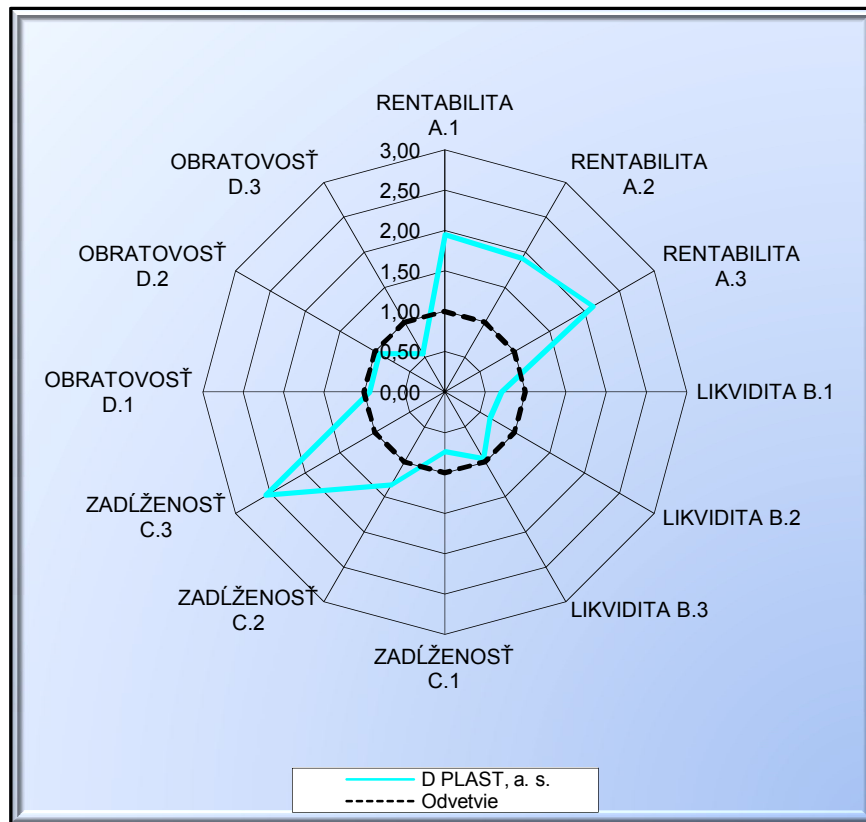 RENTABILITA
A.1
RENTABILITA
A.2
RENTABILITA
A.3
LIKVIDITA B.1
LIKVIDITA B.2
LIKVIDITA B.3
ZADĹŽENOSŤ
C.1
ZADĹŽENOSŤ
C.2
ZADĹŽENOSŤ
C.3
OBRATOVOSŤ
D.1
OBRATOVOSŤ
D.2
OBRATOVOSŤ
D.3
3,00
2,50
2,00
1,50
1,00
0,50
0,00
D PLAST, a. s.
Odvetvie